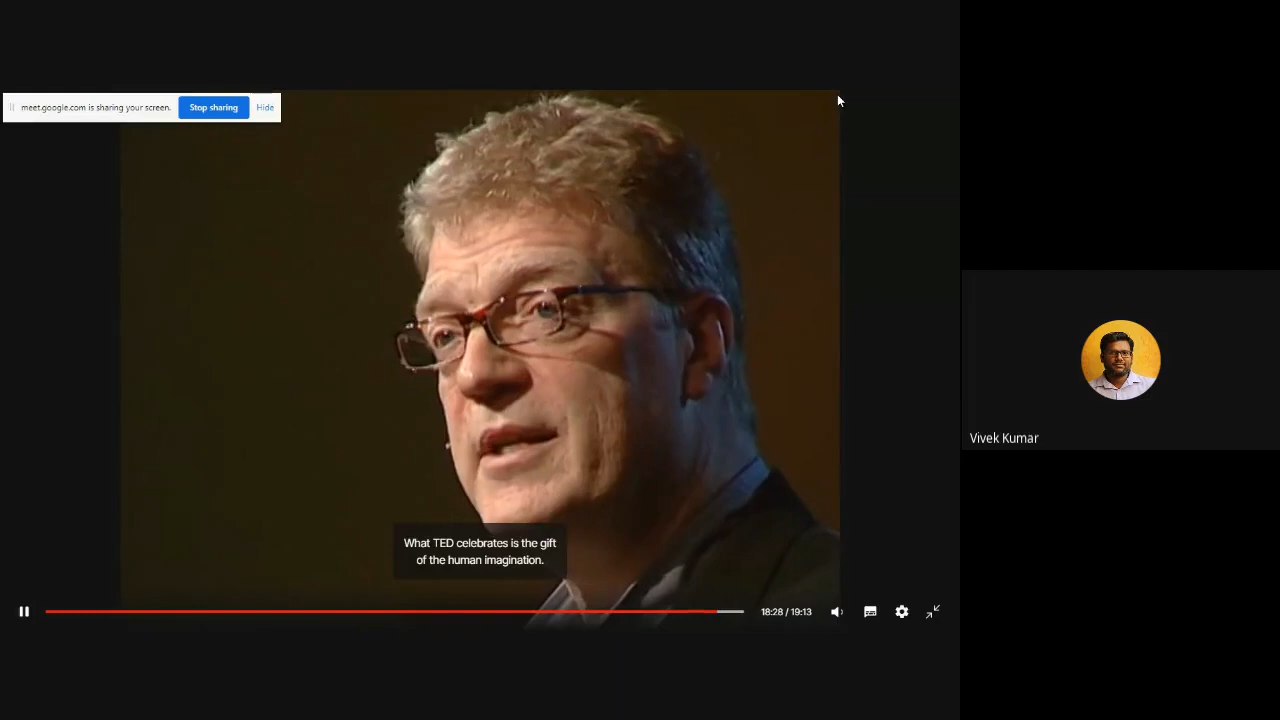 meet.google.com is sharing your screen.
Stop sharing
Hide
What TED celebrates is the gift
of the human imagination.
18:28 / 19:13
Vivek Kumar